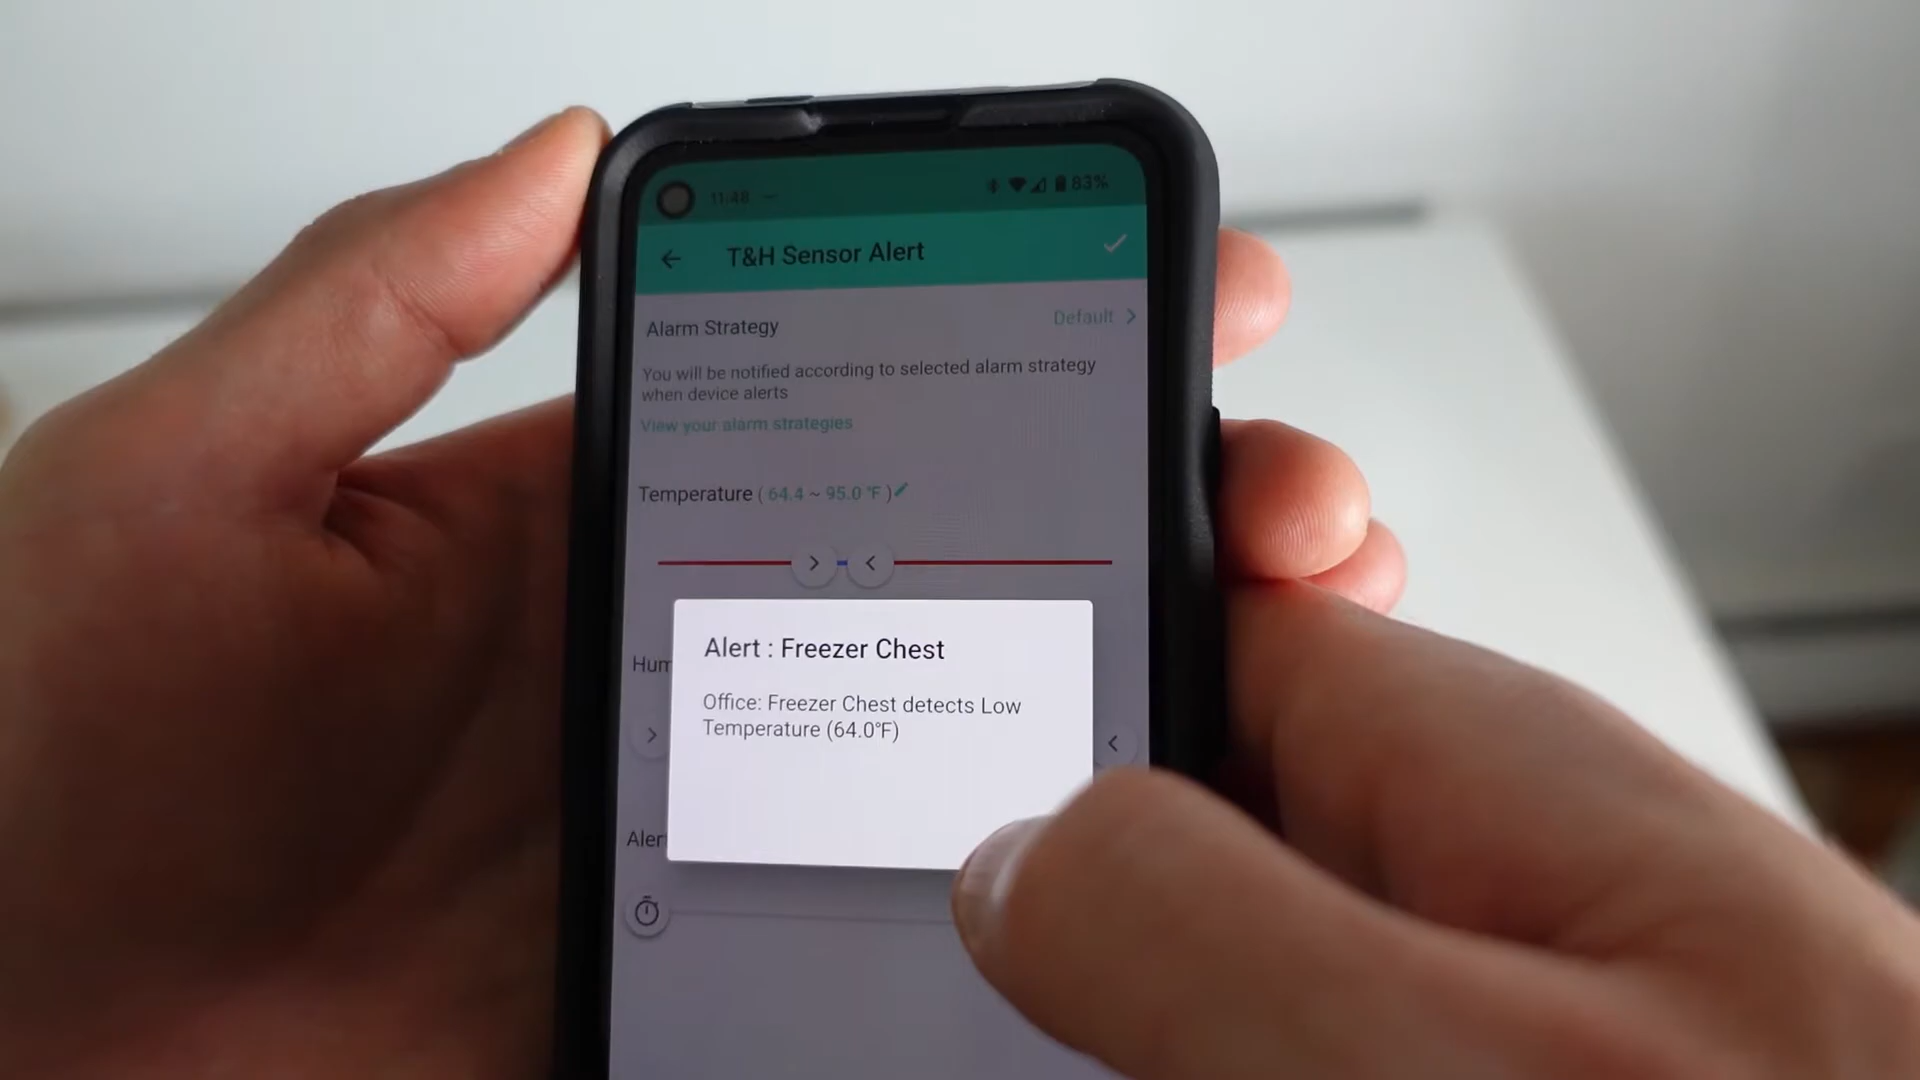 11:48
83%
T&H Sensor Alert
Alarm Strategy
Default
You will be notified according to selected alarm strategy
when device alerts
View your alarm strategies
Temperature ( 64.4 ~ 95.0 °F )
Hum
Alert : Freezer Chest
Office: Freezer Chest detects Low
Temperature (64.0°F)
Aler